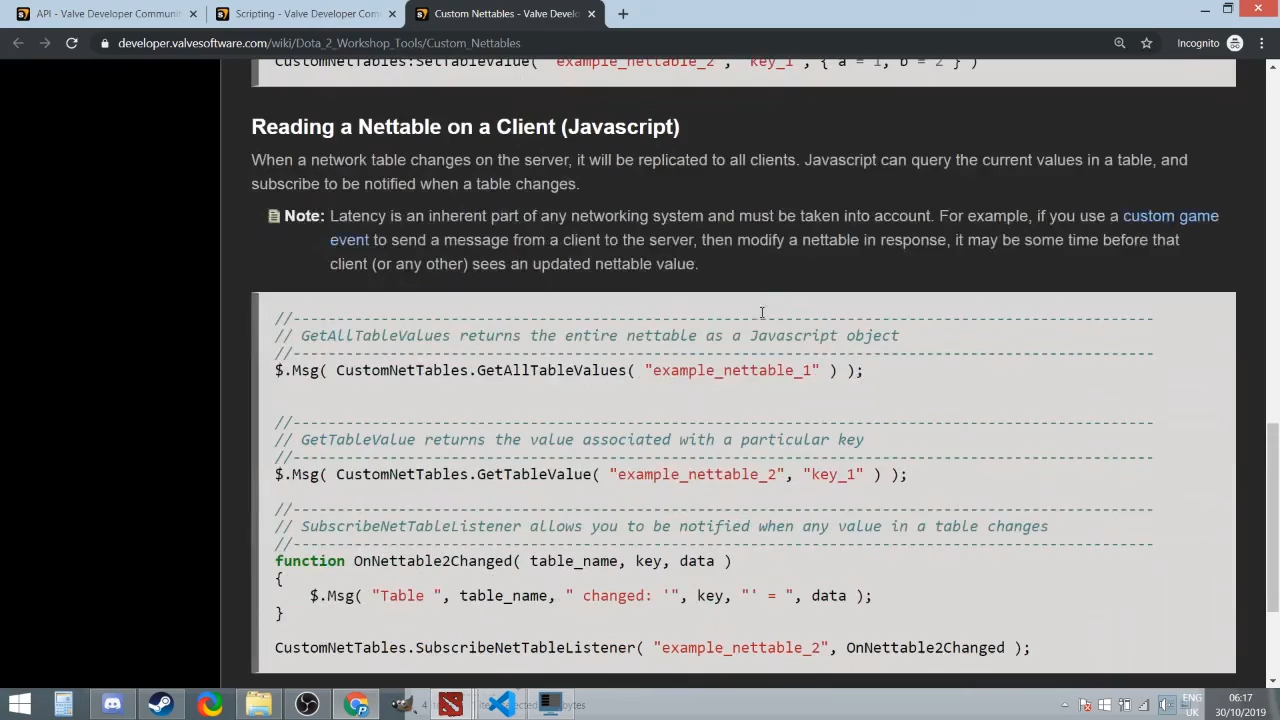 API - Valve Developer Communit
Scripting - Valve Developer Com
Custom Nettables - Valve Develo
developer.valvesoftware.com/wiki/Dota_2_Workshop_Tools/Custom_Nettables
Incognito
CustomNetTables:SetTableValue( "example_nettable_2", "key_1", { a = 1, b = 2 } )
Reading a Nettable on a Client (Javascript)
When a network table changes on the server, it will be replicated to all clients. Javascript can query the current values in a table, and
subscribe to be notified when a table changes.
Note: Latency is an inherent part of any networking system and must be taken into account. For example, if you use a custom game
event to send a message from a client to the server, then modify a nettable in response, it may be some time before that
client (or any other) sees an updated nettable value.
//--------------------------------------------------------------------------------------------------
// GetAllTableValues returns the entire nettable as a Javascript object
//--------------------------------------------------------------------------------------------------
$.Msg( CustomNetTables.GetAllTableValues( "example_nettable_1" ) );
//--------------------------------------------------------------------------------------------------
// GetTableValue returns the value associated with a particular key
//--------------------------------------------------------------------------------------------------
$.Msg( CustomNetTables.GetTableValue( "example_nettable_2", "key_1" ) );
//--------------------------------------------------------------------------------------------------
// SubscribeNetTableListener allows you to be notified when any value in a table changes
//--------------------------------------------------------------------------------------------------
function OnNettable2Changed( table_name, key, data )
{
$.Msg( "Table ", table_name, " changed: '", key, "' = ", data );
}
CustomNetTables.SubscribeNetTableListener( "example_nettable_2", OnNettable2Changed );
ENG 06:17
UK 30/10/2019